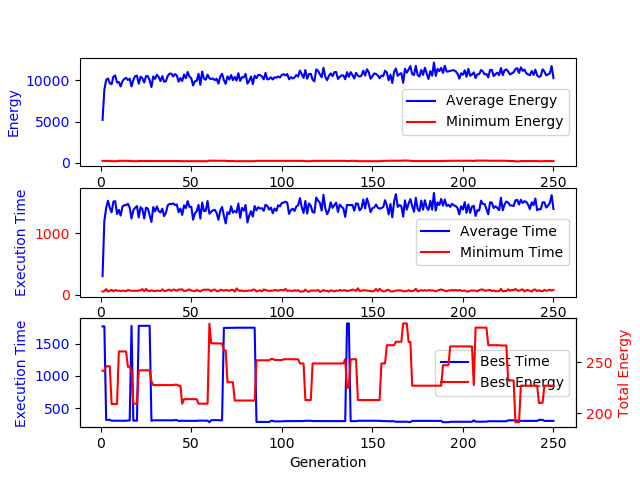 10000
5000
0
Energy
Average Energy
Minimum Energy
0 50 100 150 200 250
1000
0
Execution Time
Average Time
Minimum Time
0 50 100 150 200 250
1500
1000
500
Execution Time
Best Time
Best Energy
250
200
Total Energy
0 50 100 150 200 250
Generation